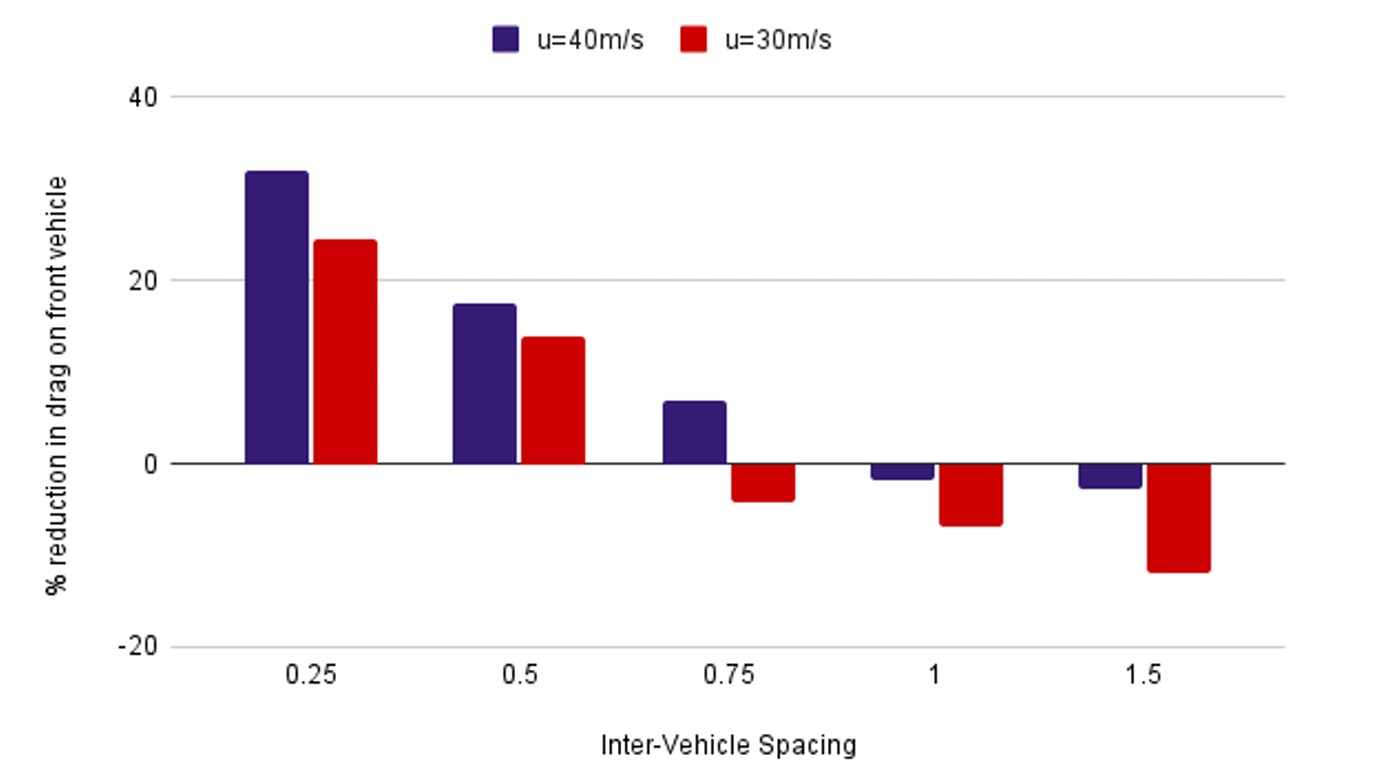 u=40m/s u=30m/s
40
20
0
-20
% reduction in drag on front vehicle
0.25 0.5 0.75 1 1.5
Inter-Vehicle Spacing